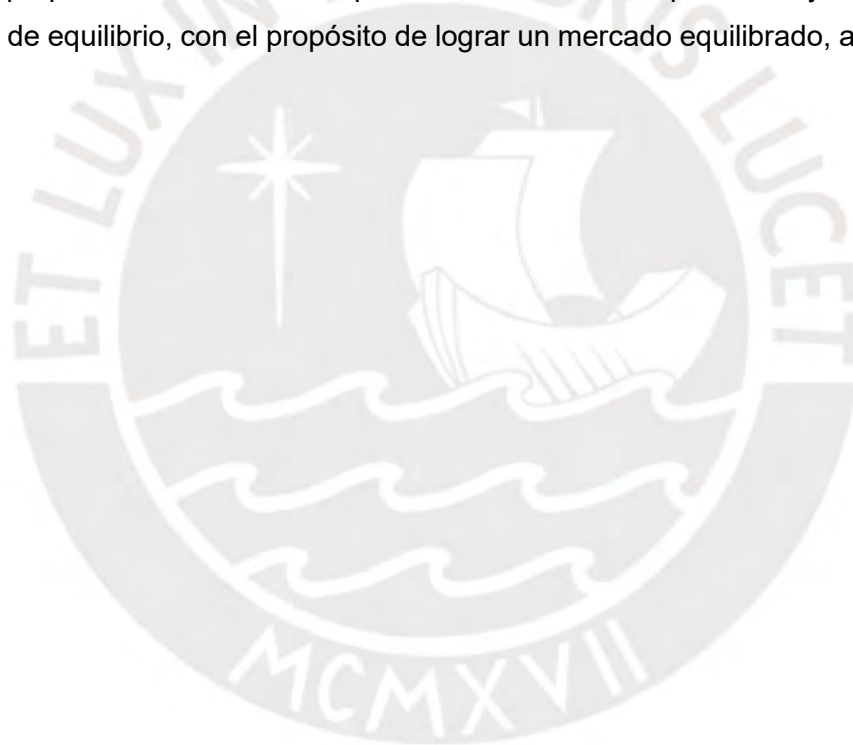 de equilibrio, con el propósito de lograr un mercado equilibrado, a
ET LUX IN
LUCET
MCMXVII